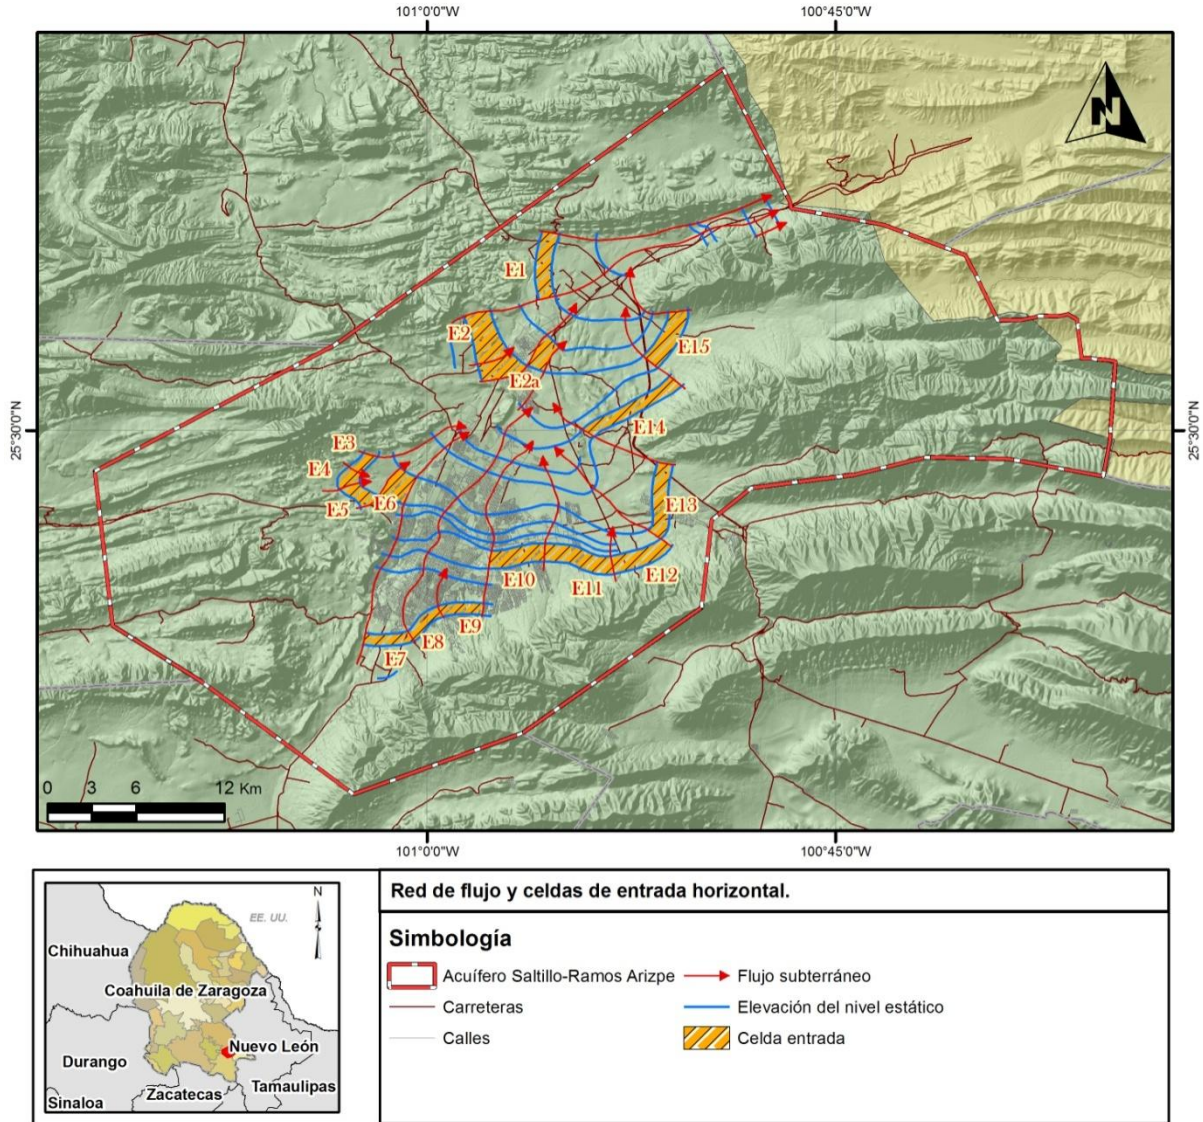 101°0'0"W
100°45'0"W
N
E1
E2
E15
E2a
25°30'0"N
25°30'0"N
E14
E3
E4
E5
E6
E13
E10
E11
E12
E9
E8
E7
0 3 6 12 Km
101°0'0"W
100°45'0"W
Red de flujo y celdas de entrada horizontal.
Simbología
Acuífero Saltillo-Ramos Arizpe
Flujo subterráneo
Carreteras
Elevación del nivel estático
Calles
Celda entrada
N
EE. UU.
Chihuahua
Coahuila de Zaragoza
Nuevo León
Durango
Tamaulipas
Zacatecas
Sinaloa